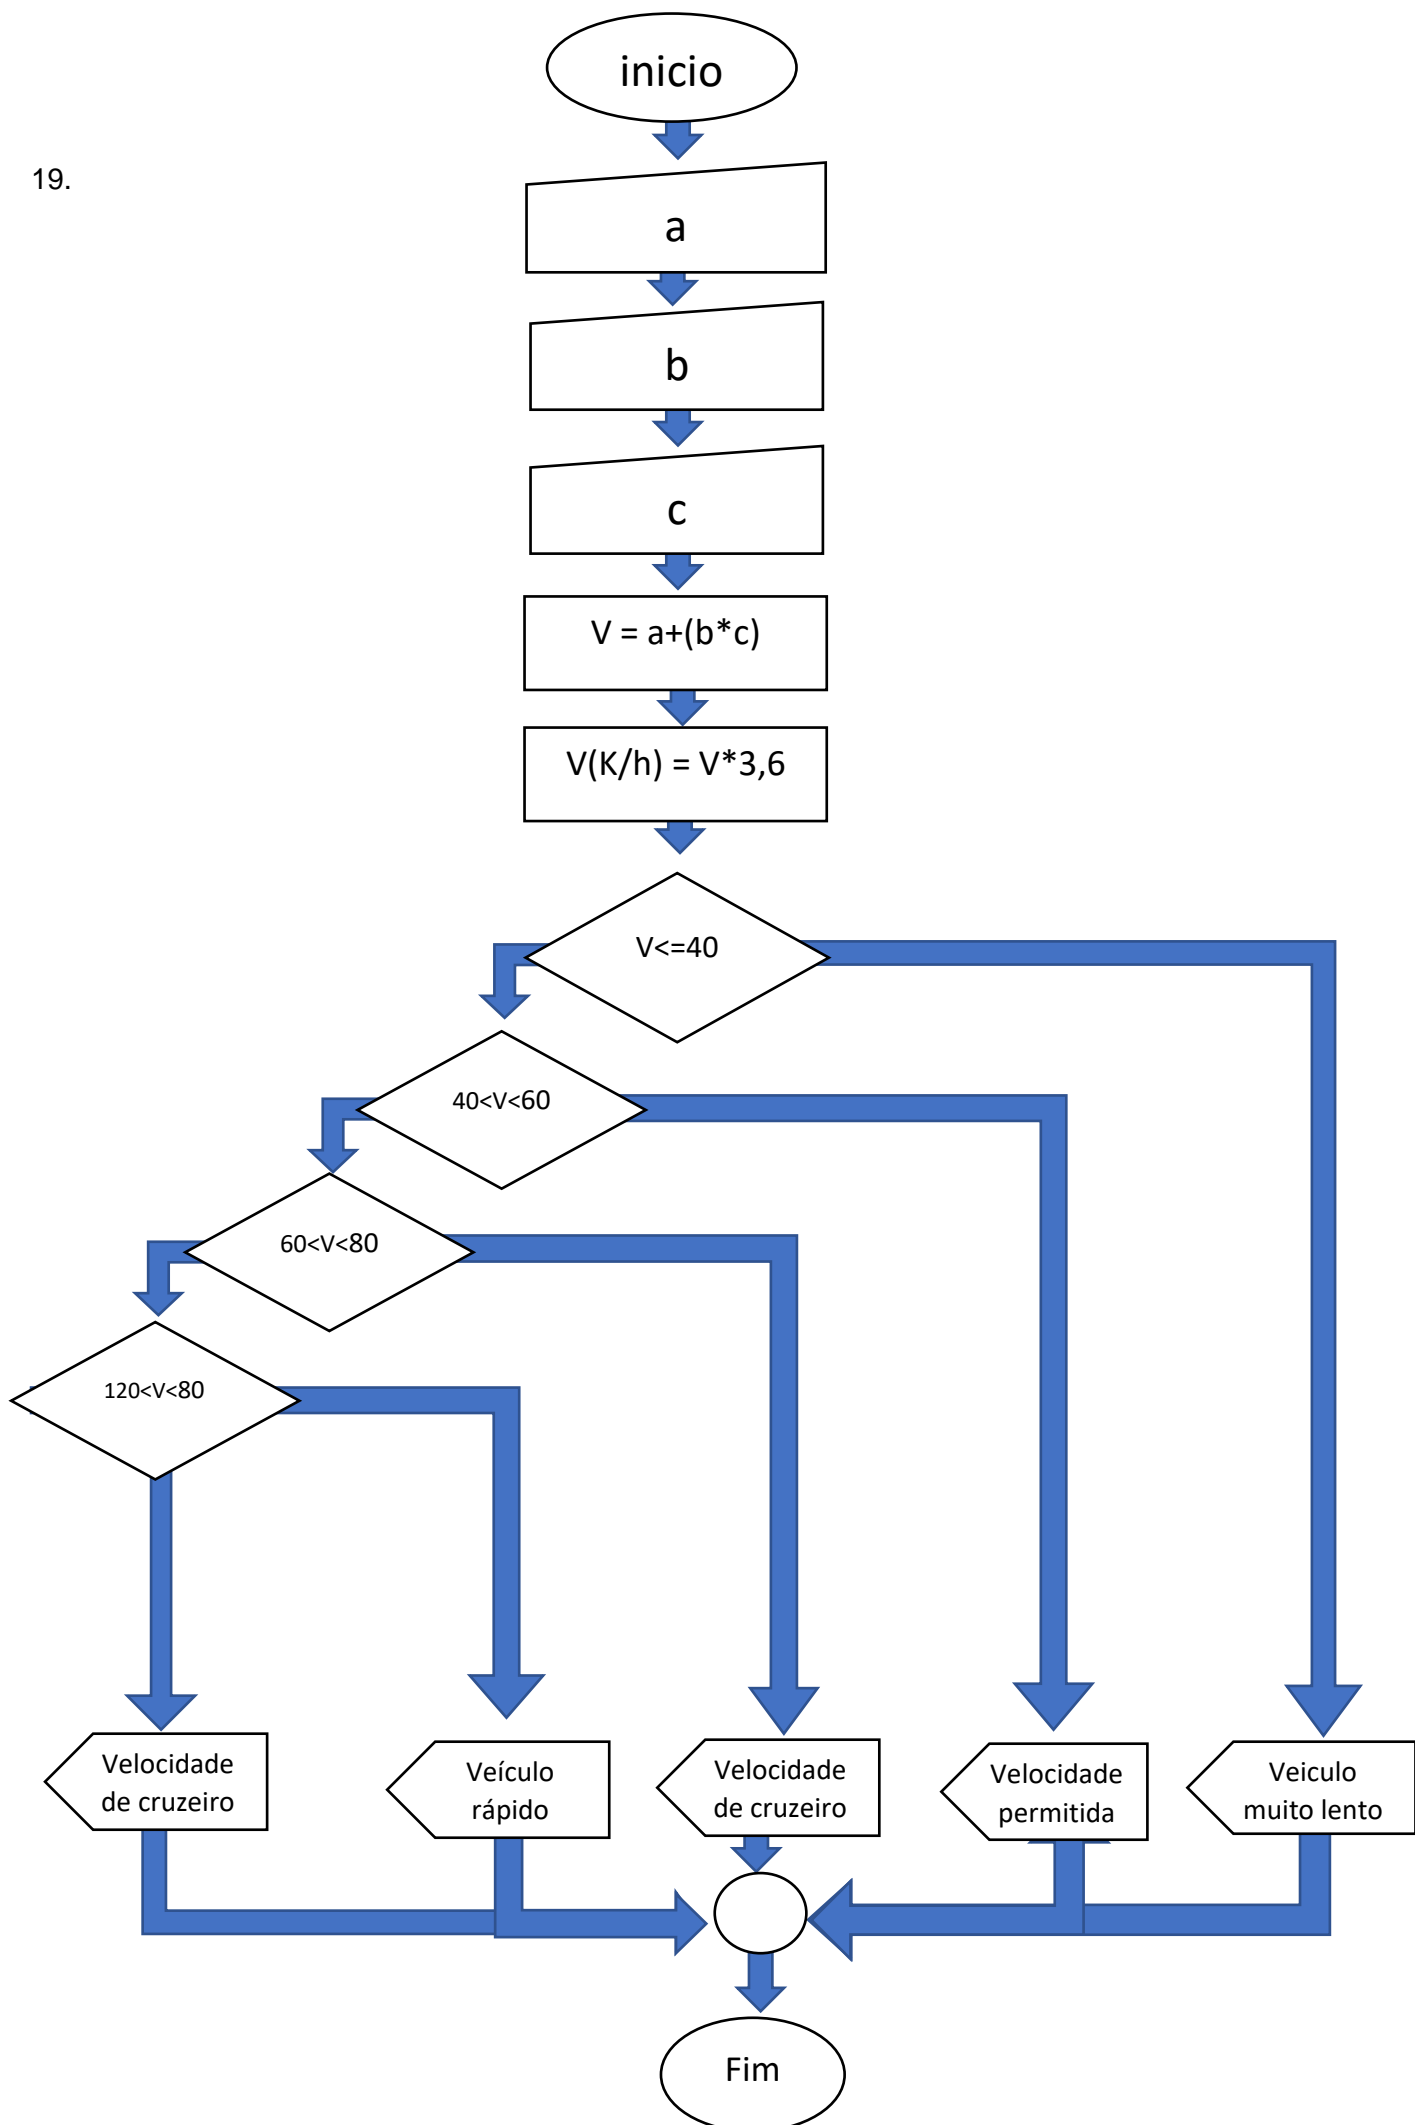 inicio
19.
a
b
c
V = a+(b*c)
V(K/h) = V*3,6
V<=40
40<V<60
60<V<80
120<V<80
Velocidade
de cruzeiro
Veículo
rápido
Velocidade
de cruzeiro
Velocidade
permitida
Veiculo
muito lento
Fim